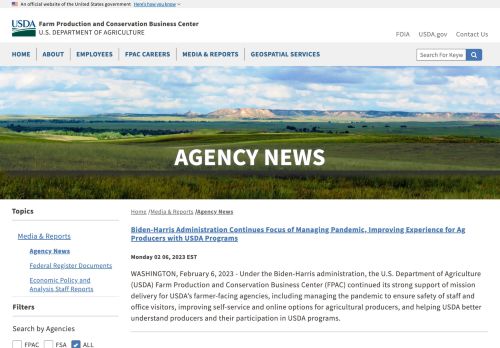 An official website of the United States government Here's how you know
USDA Farm Production and Conservation Business Center
U.S. DEPARTMENT OF AGRICULTURE
FOIA USDA.gov Contact Us
HOME ABOUT EMPLOYEES FPAC CAREERS MEDIA & REPORTS GEOSPATIAL SERVICES
Search For Keyw
AGENCY NEWS
Topics
Media & Reports
Agency News
Federal Register Documents
Economic Policy and
Analysis Staff Reports
Filters
Search by Agencies
FPAC FSA ALL
Home /Media & Reports /Agency News
Biden-Harris Administration Continues Focus of Managing Pandemic, Improving Experience for Ag
Producers with USDA Programs
Monday 02 06, 2023 EST
WASHINGTON, February 6, 2023 - Under the Biden-Harris administration, the U.S. Department of Agriculture
(USDA) Farm Production and Conservation Business Center (FPAC) continued its strong support of mission
delivery for USDA's farmer-facing agencies, including managing the pandemic to ensure safety of staff and
office visitors, improving self-service and online options for agricultural producers, and helping USDA better
understand producers and their participation in USDA programs.